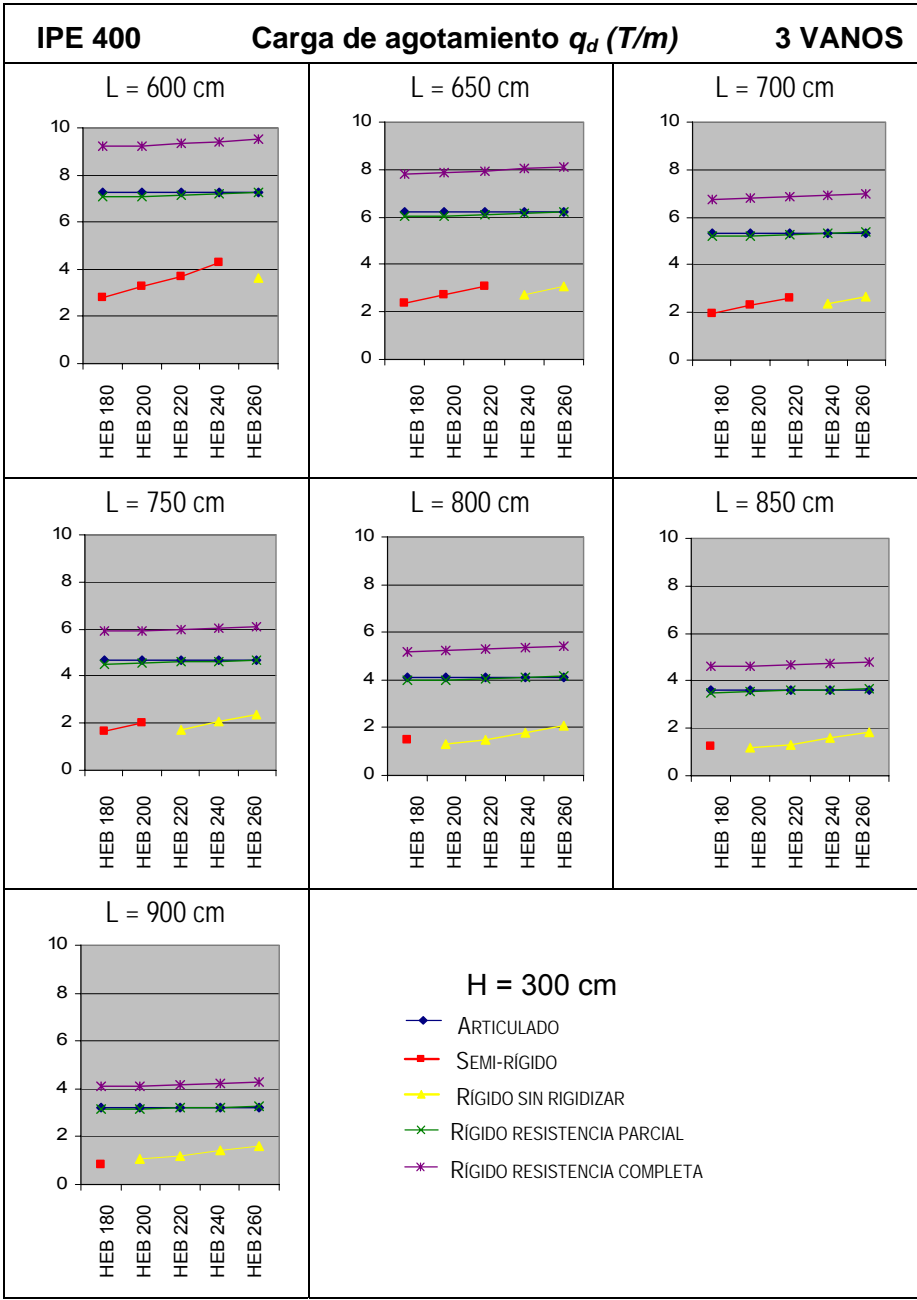 IPE 400 Carga de agotamiento qd (T/m) 3 VANOS
L = 600 cm
10
8
6
4
2
0
HEB 180
HEB 200
HEB 220
HEB 240
HEB 260
L = 650 cm
10
8
6
4
2
0
HEB 180
HEB 200
HEB 220
HEB 240
HEB 260
L = 700 cm
10
8
6
4
2
0
HEB 180
HEB 200
HEB 220
HEB 240
HEB 260
L = 750 cm
10
8
6
4
2
0
HEB 180
HEB 200
HEB 220
HEB 240
HEB 260
L = 800 cm
10
8
6
4
2
0
HEB 180
HEB 200
HEB 220
HEB 240
HEB 260
L = 850 cm
10
8
6
4
2
0
HEB 180
HEB 200
HEB 220
HEB 240
HEB 260
L = 900 cm
10
8
6
4
2
0
HEB 180
HEB 200
HEB 220
HEB 240
HEB 260
H = 300 cm
ARTICULADO
SEMI-RÍGIDO
RÍGIDO SIN RIGIDIZAR
RÍGIDO RESISTENCIA PARCIAL
RÍGIDO RESISTENCIA COMPLETA